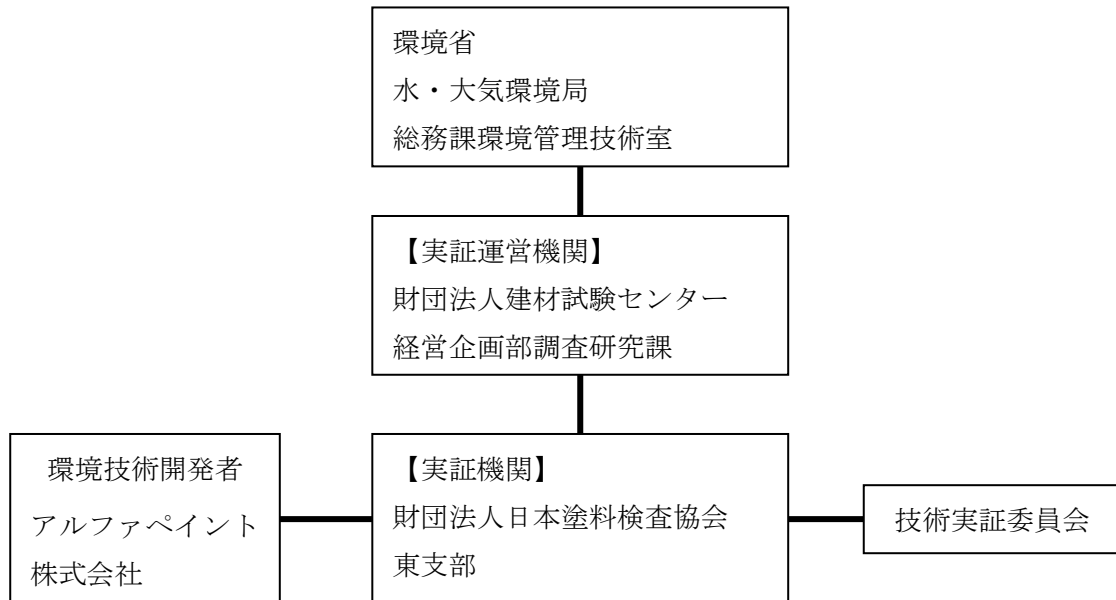 環境省
水・大気環境局
総務課環境管理技術室
【実証運営機関】
財団法人建材試験センター
経営企画部調査研究課
環境技術開発者
アルファペイント
株式会社
【実証機関】
財団法人日本塗料検査協会
東支部
技術実証委員会